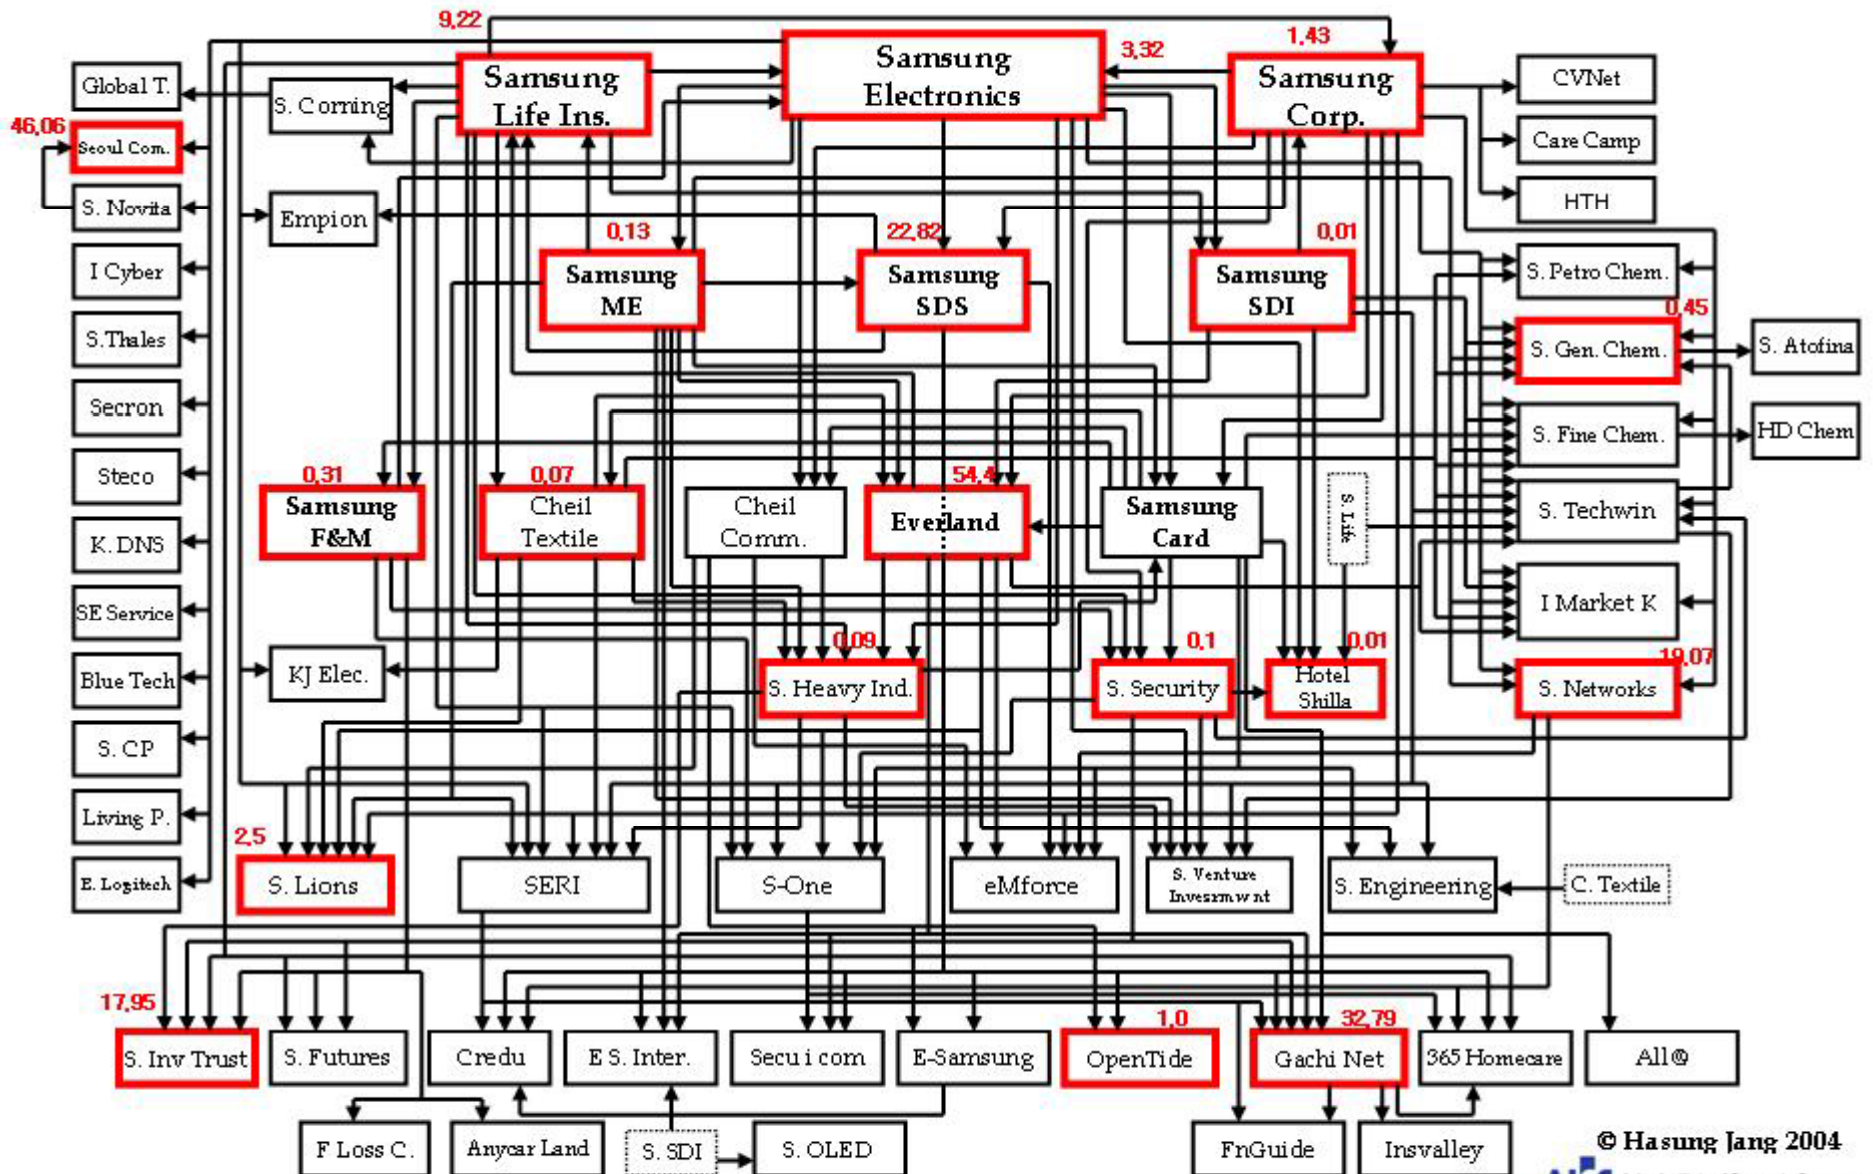 9,22
Samsung
Life Ins.
Samsung
Electronics
3,32
1,43
Samsung
Corp.
CVNet
Care Camp
HTH
Global T.
S. Corning
46,06
Seoul Com.
S. Novita
Empion
I Cyber
S.Thales
Secron
Steco
K. DNS
SE Service
Blue Tech
S. CP
Living P.
E. Logitech
0,13
Samsung
ME
22,82
Samsung
SDS
0,01
Samsung
SDI
S. Petro Chem.
0,45
S. Gen. Chem.
S. Atofina
S. Fine Chem.
HD Chem
S. Techwin
I Market K
19,07
S. Networks
0,31
Samsung
F&M
0,07
Cheil
Textile
Cheil
Comm.
54,4
Everland
Samsung
Card
S. Life
KJ Elec.
0,09
S. Heavy Ind.
0,1
S. Security
0,01
Hotel
Shilla
2,5
S. Lions
SERI
S-One
eMforce
S. Venture
Invesrmwnt
S. Engineering
C. Textile
17,95
S. Inv Trust
S. Futures
Credu
E S. Inter.
Secu i com
E-Samsung
1,0
OpenTide
32,79
Gachi Net
365 Homecare
All@
F Loss C.
Anycar Land
S. SDI
S. OLED
FnGuide
Insvalley
© Hasung Jang 2004